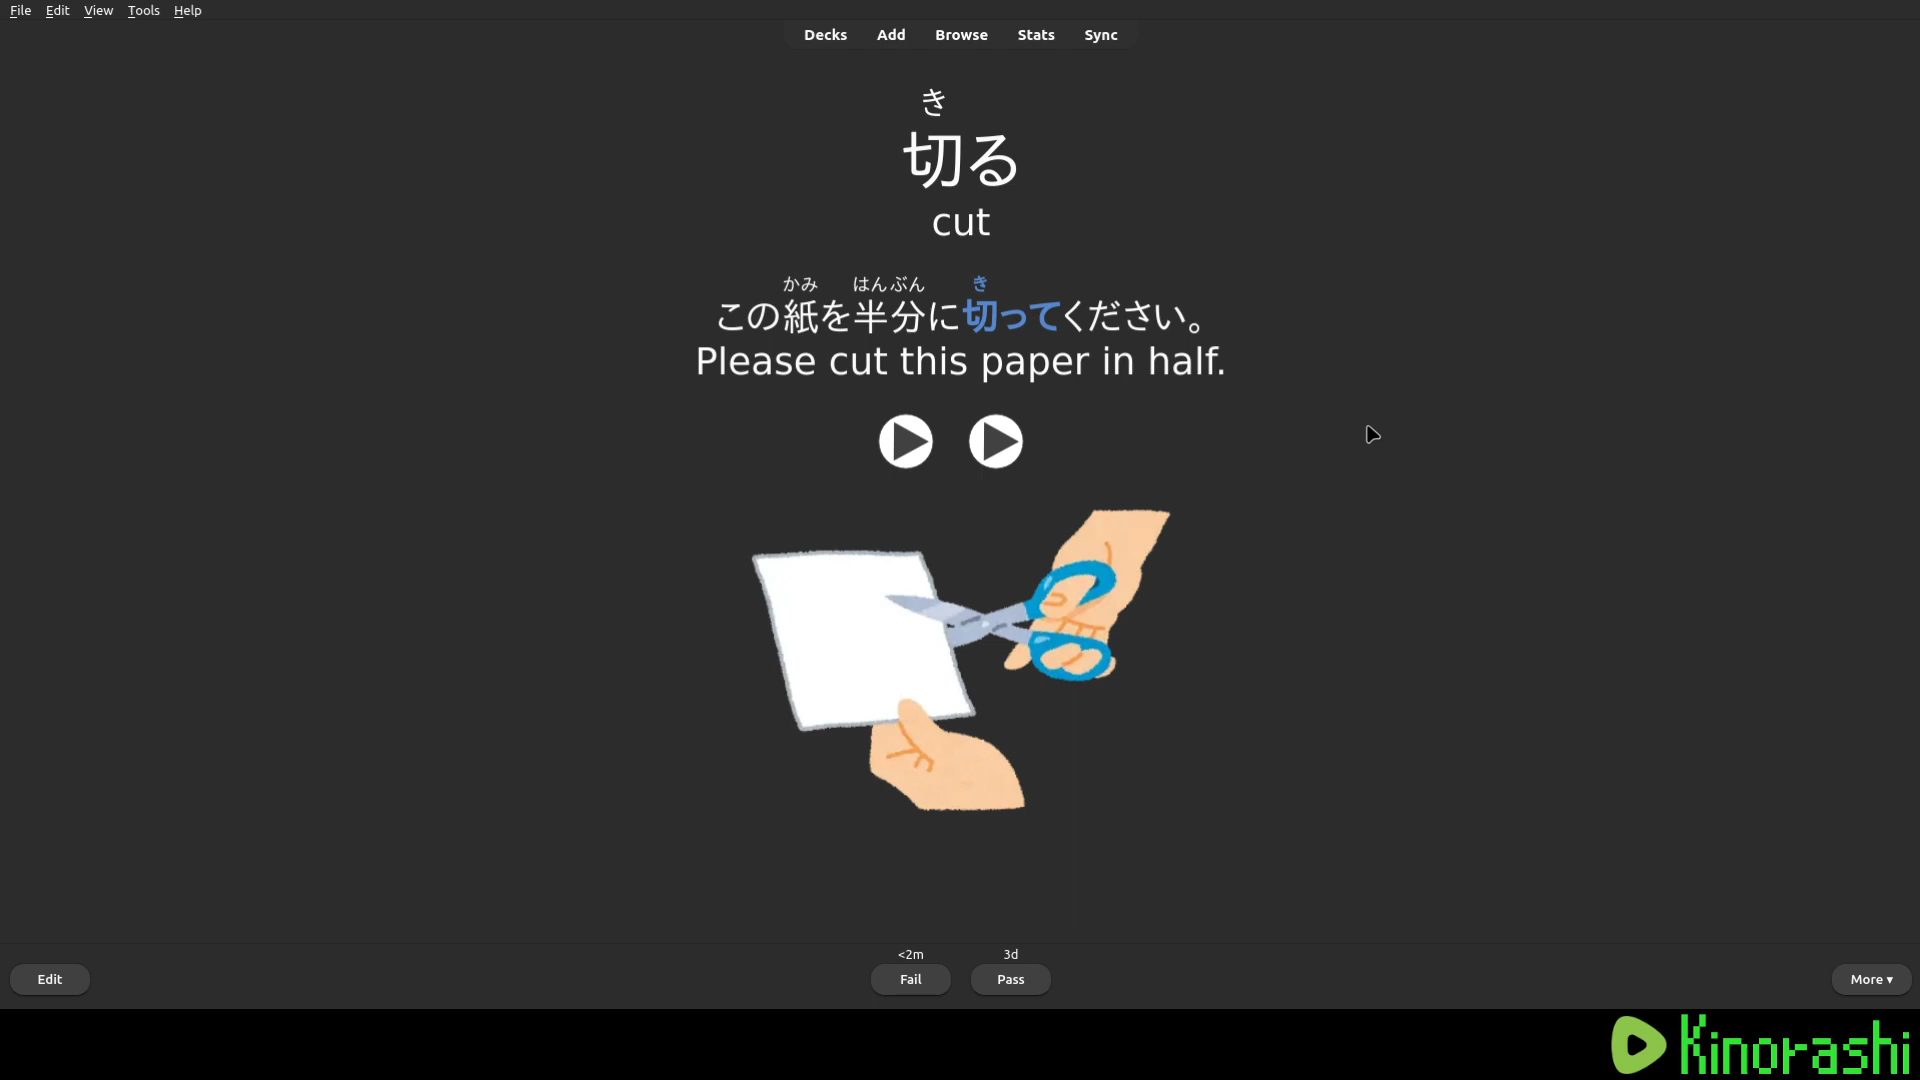 File Edit View Tools Help
Decks Add Browse Stats Sync
き
切る
cut
かみ はんぶん き
この紙を半分に切ってください。
Please cut this paper in half.
<2m 3d
Edit Fail Pass More ▾
Kinorashi